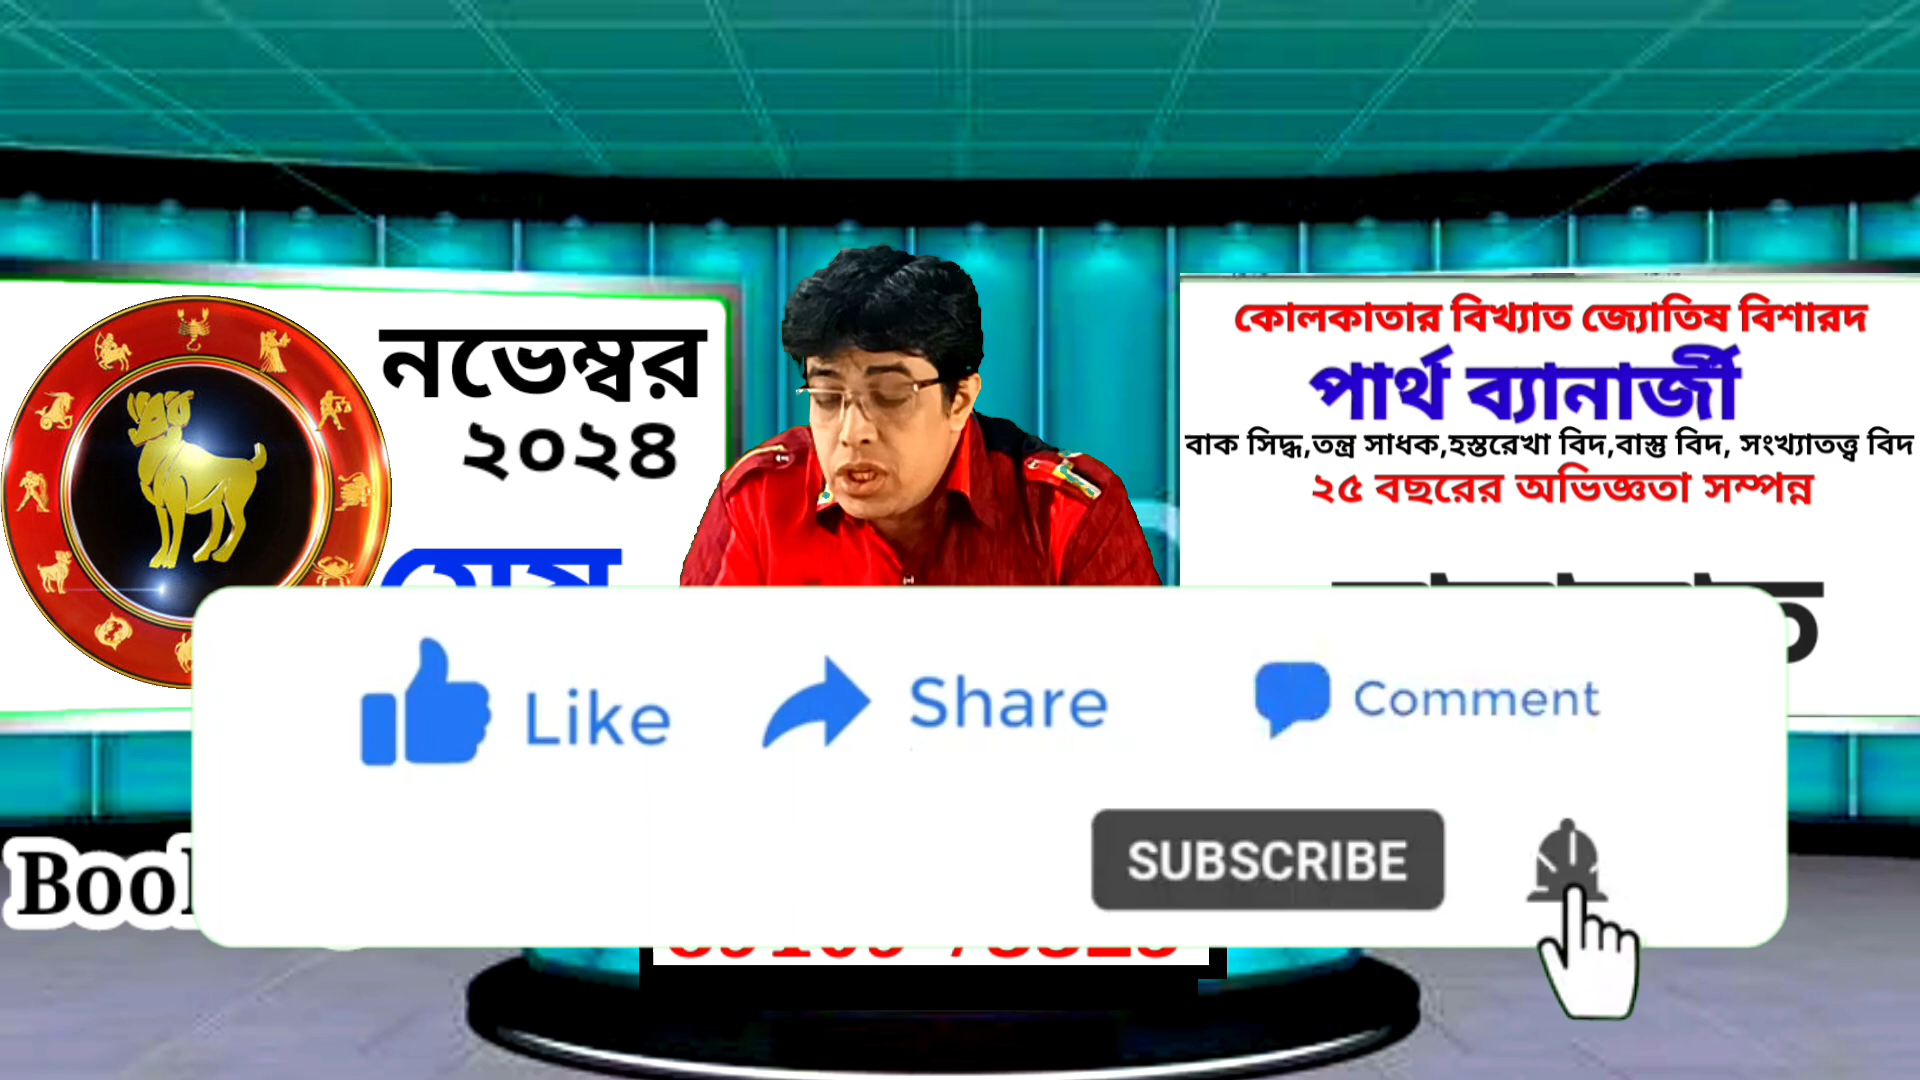 নভেম্বর
২০২৪
কোলকাতার বিখ্যাত জ্যোতিষ বিশারদ
পার্থ ব্যানার্জী
বাক সিদ্ধ,তন্ত্র সাধক,হস্তরেখা বিদ,বাস্তু বিদ, সংখ্যাতত্ত্ব বিদ
২৫ বছরের অভিজ্ঞতা সম্পন্ন
Like
Share
Comment
SUBSCRIBE